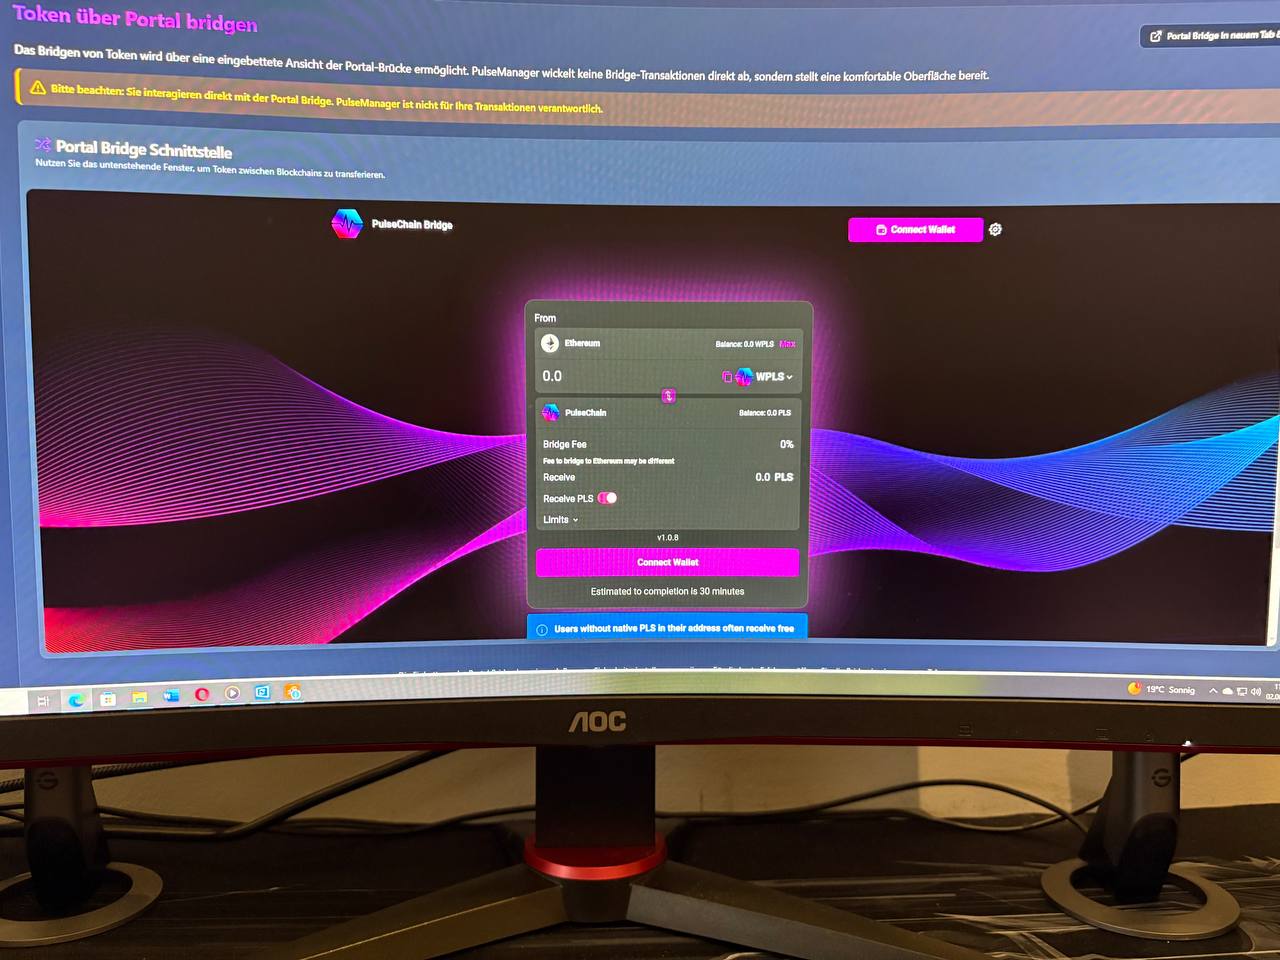 Token über Portal bridgen
Portal Bridge in neuem Tab
Das Bridgen von Token wird über eine eingebettete Ansicht der Portal-Brücke ermöglicht. PulseManager wickelt keine Bridge-Transaktionen direkt ab, sondern stellt eine komfortable Oberfläche bereit.
Bitte beachten: Sie interagieren direkt mit der Portal Bridge. PulseManager ist nicht für Ihre Transaktionen verantwortlich.
Portal Bridge Schnittstelle
Nutzen Sie das untenstehende Fenster, um Token zwischen Blockchains zu transferieren.
PulseChain Bridge
Connect Wallet
From
Ethereum
Balance: 0.0 WPLS Max
0.0
WPLS
PulseChain
Balance: 0.0 PLS
Bridge Fee
0%
Fee to bridge to Ethereum may be different
Receive
0.0 PLS
Receive PLS
Limits
v1.0.8
Connect Wallet
Estimated to completion is 30 minutes
Users without native PLS in their address often receive free
19°C Sonnig
AOC